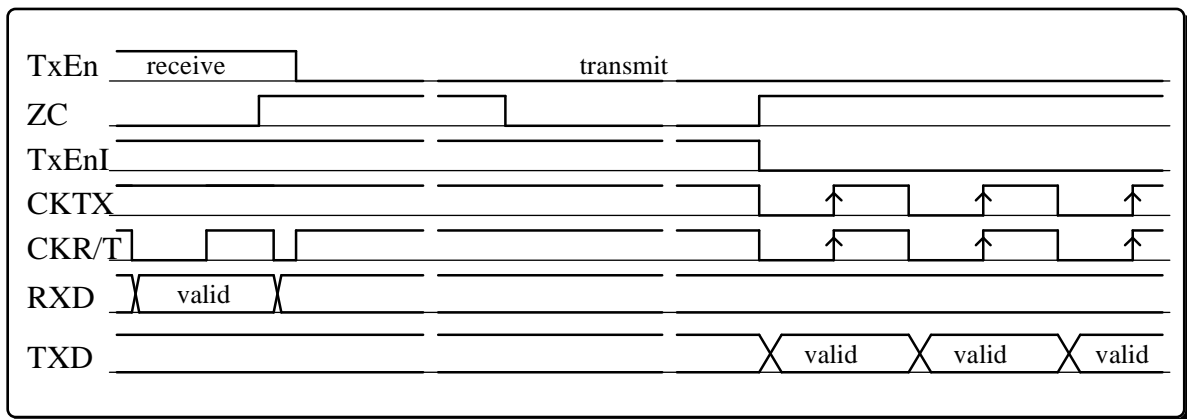 TxEn receive transmit
ZC
TxEnI
CKTX
CKR/T
RXD valid
TXD valid valid valid